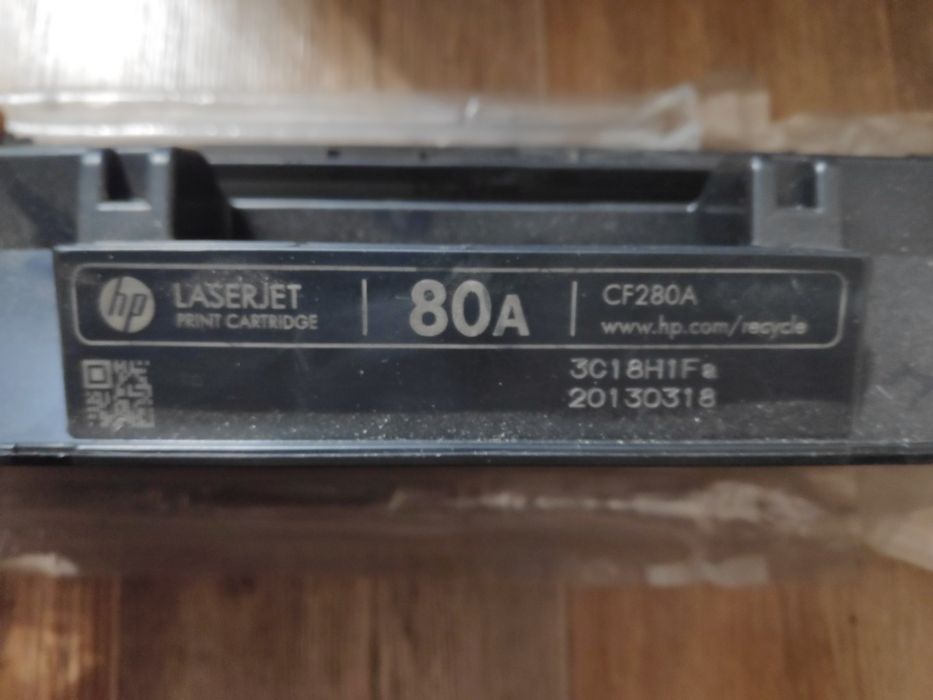 hp LASERJET 80A CF280A
PRINT CARTRIDGE www.hp.com/recycle
3C18H1Fa
20130318